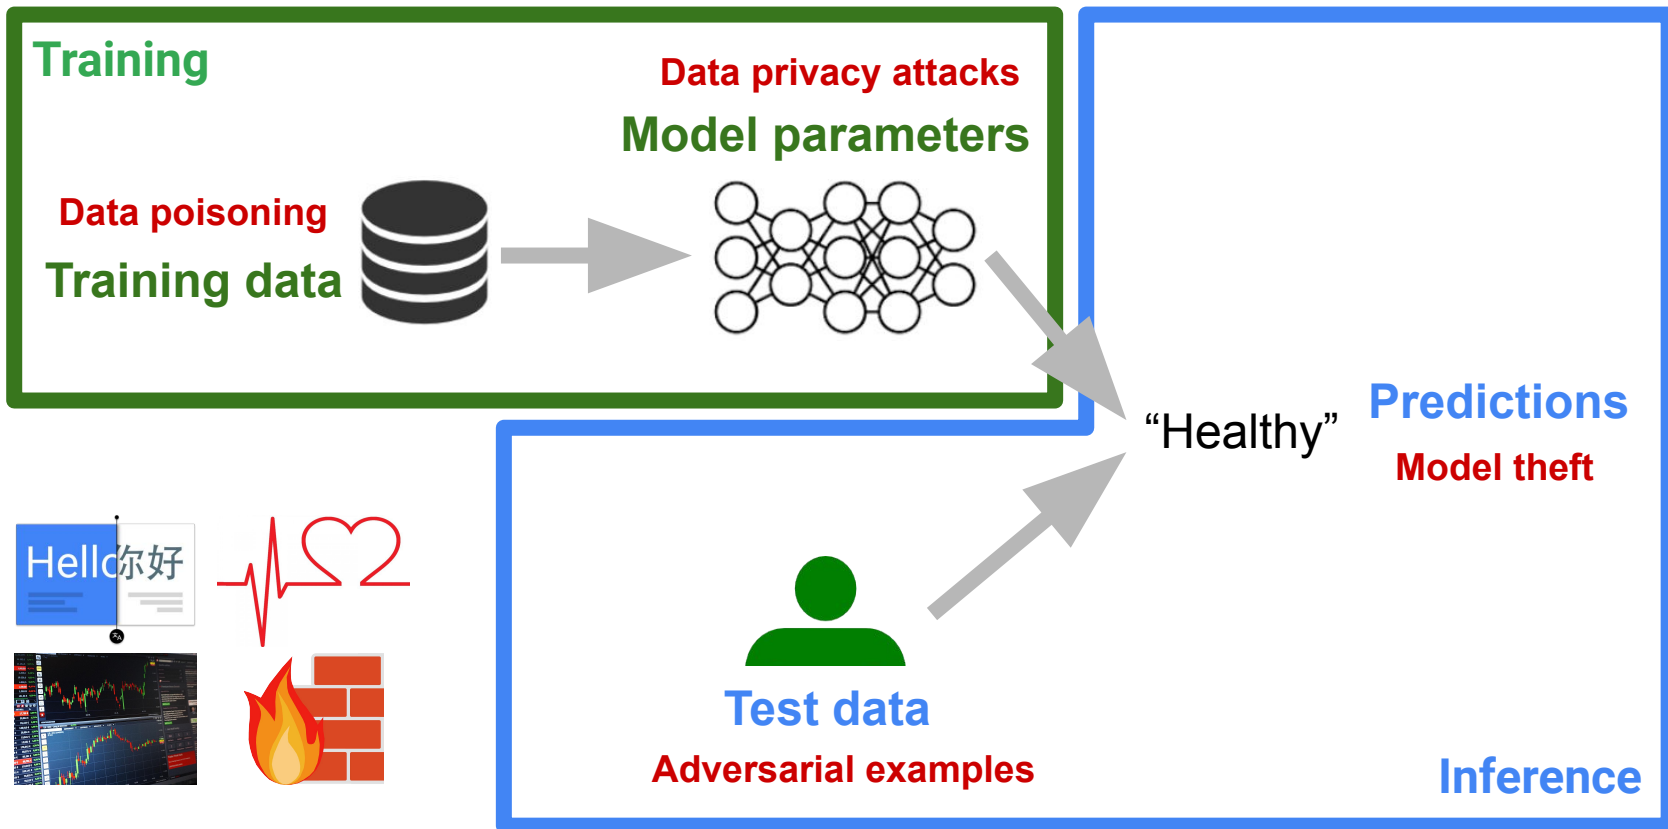 Training
Data privacy attacks
Model parameters
Data poisoning
Training data
"Healthy"
Predictions
Model theft
Hello你好
Test data
Adversarial examples
Inference